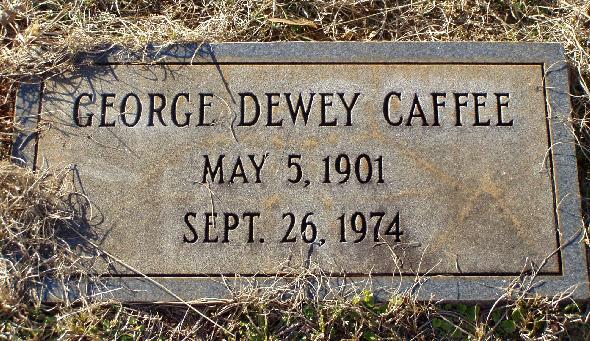 GEORGE DEWEY CAFFEE
MAY 5, 1901
SEPT. 26, 1974